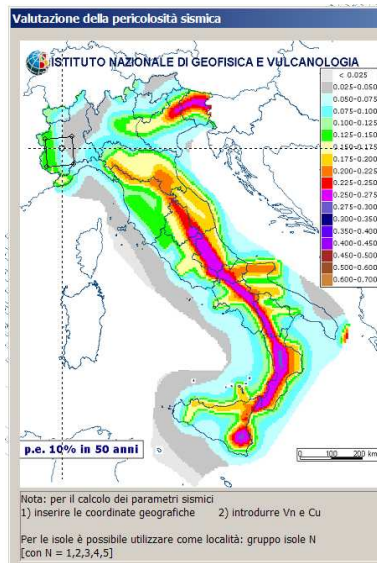 Valutazione della pericolosità sismica
ISTITUTO NAZIONALE DI GEOFISICA E VULCANOLOGIA
< 0.025
0.025-0.050
0.050-0.075
0.075-0.100
0.100-0.125
0.125-0.150
0.150-0.175
0.175-0.200
0.200-0.225
0.225-0.250
0.250-0.275
0.275-0.300
0.300-0.350
0.350-0.400
0.400-0.450
0.450-0.500
0.500-0.600
0.600-0.700
p.e. 10% in 50 anni
0 100 200 km
Nota: per il calcolo dei parametri sismici
1) inserire le coordinate geografiche 2) introdurre Vn e Cu
Per le isole è possibile utilizzare come località: gruppo isole N
[con N = 1,2,3,4,5]